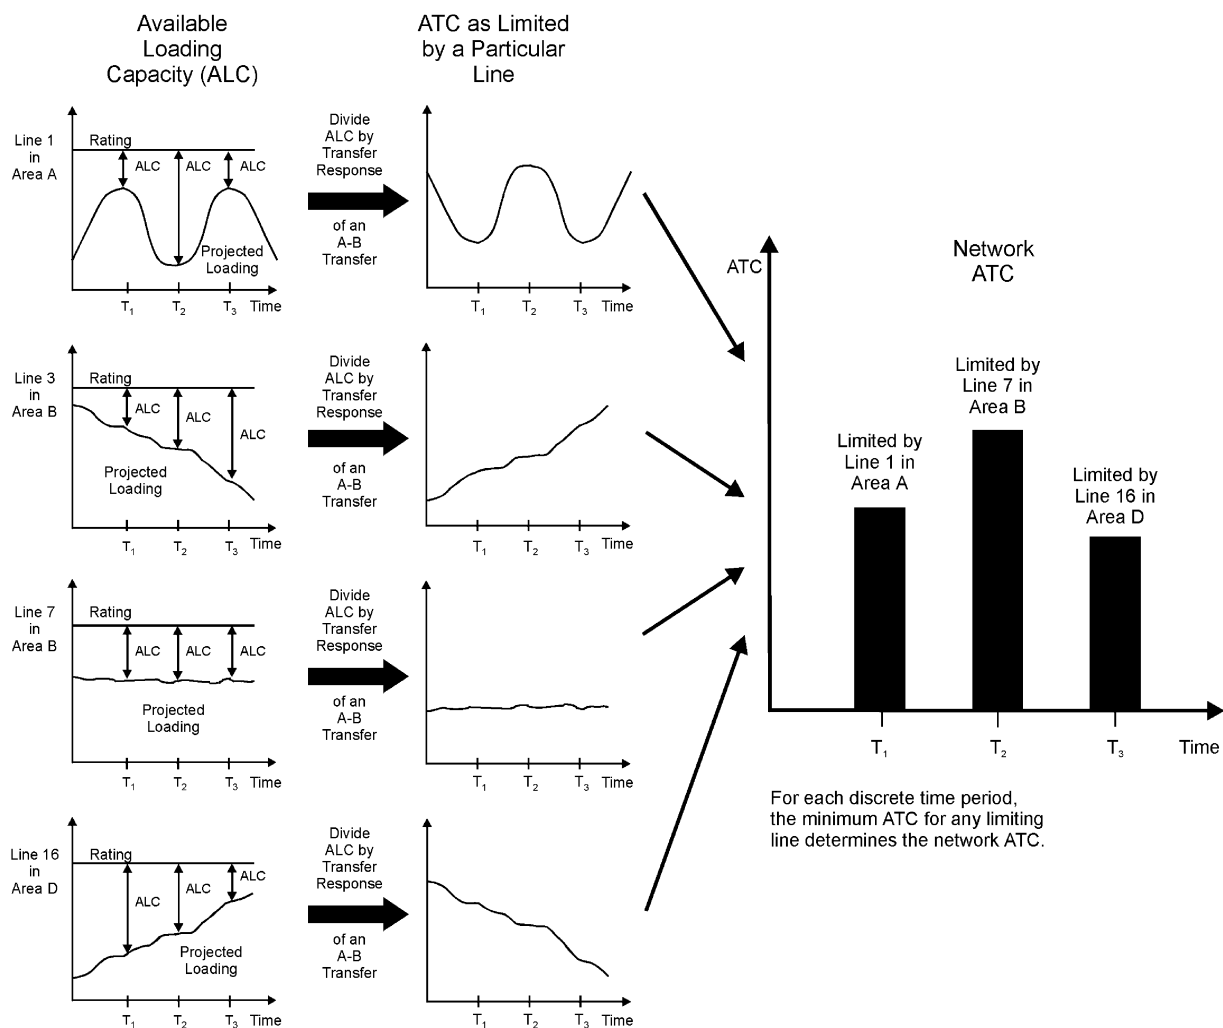 Available
Loading
Capacity (ALC)
ATC as Limited
by a Particular
Line
Line 1
in
Area A
Rating
ALC
ALC
ALC
Projected
Loading
T1
T2
T3
Time
Divide
ALC by
Transfer
Response
of an
A-B
Transfer
T1
T2
T3
Time
Line 3
in
Area B
Rating
ALC
ALC
ALC
Projected
Loading
T1
T2
T3
Time
Divide
ALC by
Transfer
Response
of an
A-B
Transfer
T1
T2
T3
Time
Line 7
in
Area B
Rating
ALC
ALC
ALC
Projected
Loading
T1
T2
T3
Time
Divide
ALC by
Transfer
Response
of an
A-B
Transfer
T1
T2
T3
Time
Line 16
in
Area D
Rating
ALC
ALC
ALC
Projected
Loading
T1
T2
T3
Time
Divide
ALC by
Transfer
Response
of an
A-B
Transfer
T1
T2
T3
Time
Network
ATC
ATC
Limited by
Line 1 in
Area A
Limited by
Line 7 in
Area B
Limited by
Line 16 in
Area D
T1
T2
T3
Time
For each discrete time period,
the minimum ATC for any limiting
line determines the network ATC.